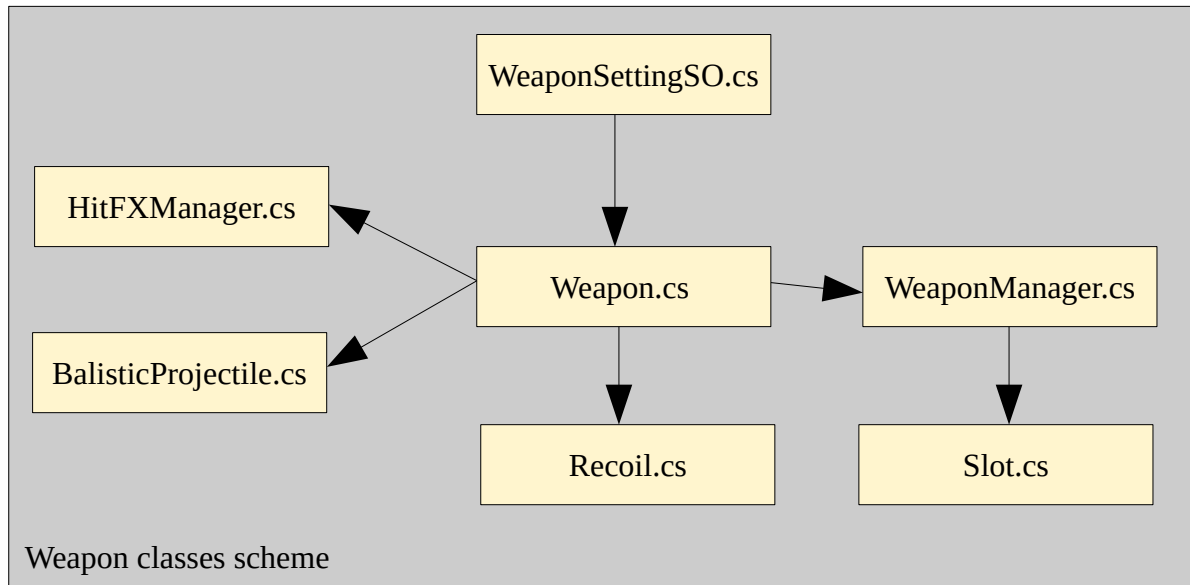 WeaponSettingSO.cs
HitFXManager.cs
Weapon.cs
WeaponManager.cs
BalisticProjectile.cs
Recoil.cs
Slot.cs
Weapon classes scheme